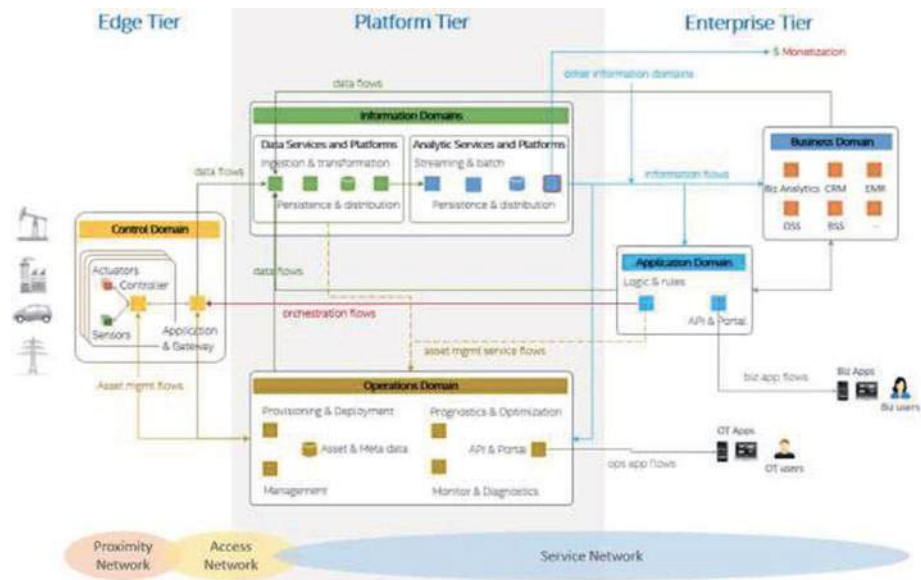 Edge Tier
Platform Tier
Enterprise Tier
$ Monetization
other information domains
data flows
Information Domains
Data Services and Platforms
Ingestion & transformation
Persistence & distribution
Analytic Services and Platforms
Streaming & batch
Persistence & distribution
Business Domain
Biz Analytics
CRM
EMR
OSS
BSS
...
data flows
information flows
Control Domain
Actuators
Controller
Sensors
Application
& Gateway
data flows
Application Domain
Logic & rules
API & Portal
orchestration flows
asset mgmt service flows
Asset mgmt flows
Operations Domain
Provisioning & Deployment
Prognostics & Optimization
Asset & Meta data
API & Portal
Management
Monitor & Diagnostics
biz app flows
Biz Apps
Biz users
ops app flows
OT Apps
OT users
Proximity
Network
Access
Network
Service Network